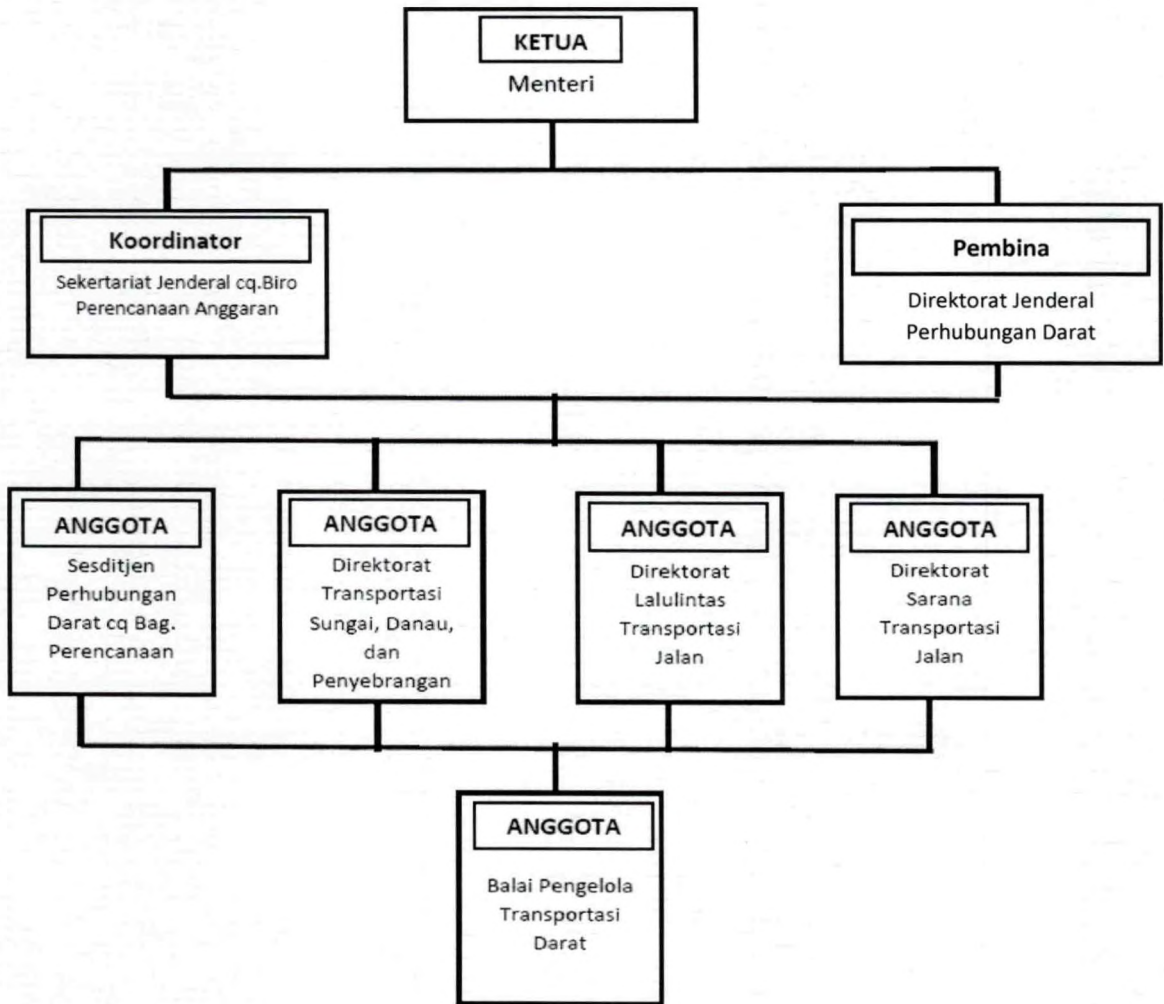 KETUA
Menteri
Koordinator
Sekertariat Jenderal cq.Biro
Perencanaan Anggaran
Pembina
Direktorat Jenderal
Perhubungan Darat
ANGGOTA
Sesditjen
Perhubungan
Darat cq Bag.
Perencanaan
ANGGOTA
Direktorat
Transportasi
Sungai, Danau,
dan
Penyebrangan
ANGGOTA
Direktorat
Lalulintas
Transportasi
Jalan
ANGGOTA
Direktorat
Sarana
Transportasi
Jalan
ANGGOTA
Balai Pengelola
Transportasi
Darat